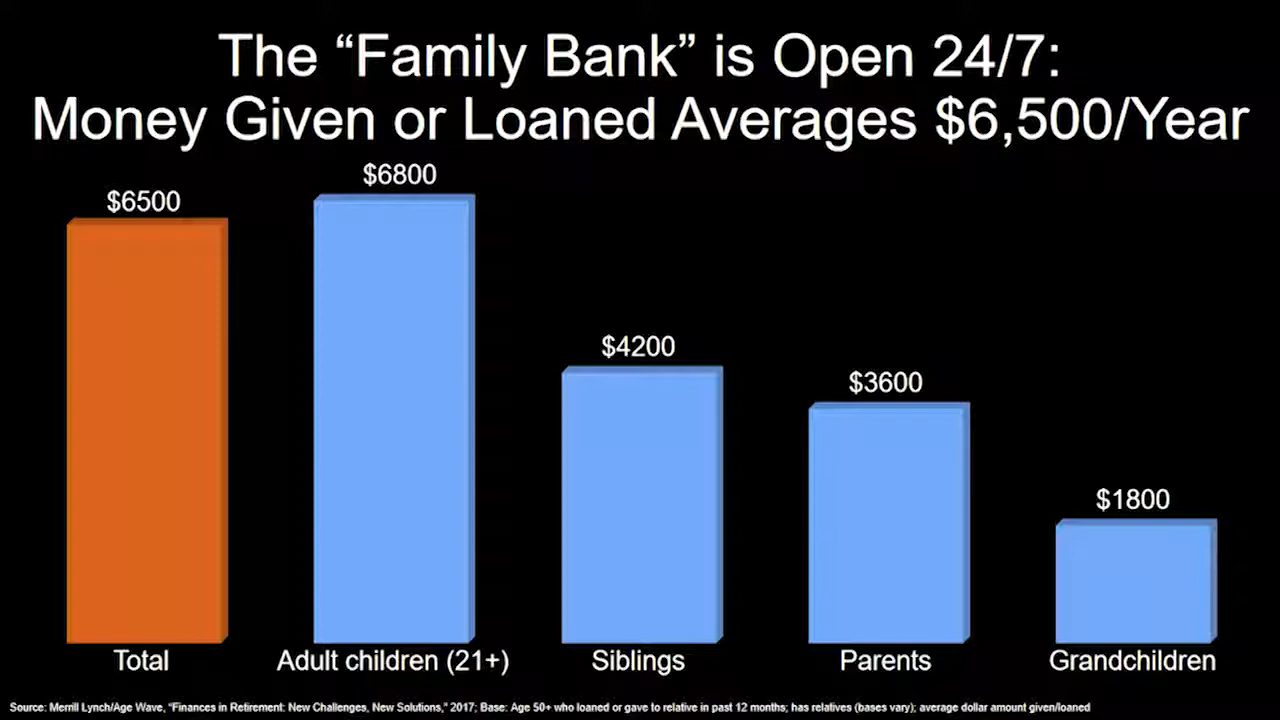 The “Family Bank” is Open 24/7:
Money Given or Loaned Averages $6,500/Year
$6500
$6800
$4200
$3600
$1800
Total
Adult children (21+)
Siblings
Parents
Grandchildren
Source: Merrill Lynch/Age Wave, “Finances in Retirement: New Challenges, New Solutions,” 2017; Base: Age 50+ who loaned or gave to relative in past 12 months; has relatives (bases vary); average dollar amount given/loaned